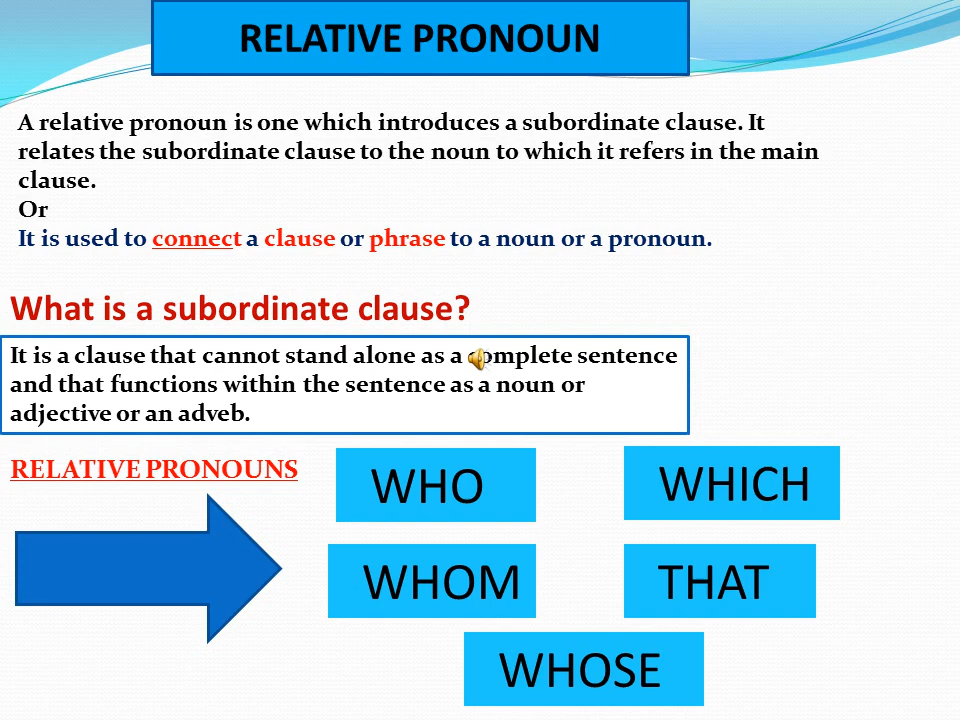 RELATIVE PRONOUN
A relative pronoun is one which introduces a subordinate clause. It
relates the subordinate clause to the noun to which it refers in the main
clause.
Or
It is used to connect a clause or phrase to a noun or a pronoun.
What is a subordinate clause?
It is a clause that cannot stand alone as a complete sentence
and that functions within the sentence as a noun or
adjective or an adveb.
RELATIVE PRONOUNS
WHO
WHICH
WHOM
THAT
WHOSE